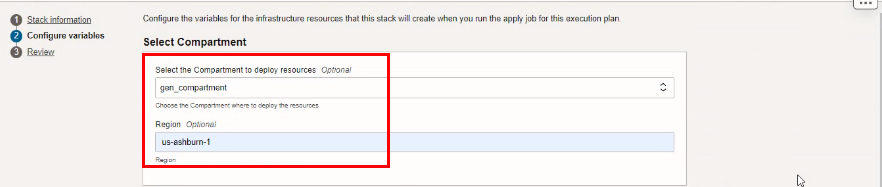 1 Stack information
2 Configure variables
3 Review
Configure the variables for the infrastructure resources that this stack will create when you run the apply job for this execution plan.
Select Compartment
Select the Compartment to deploy resources Optional
gen_compartment
Choose the Compartment where to deploy the resources
Region Optional
us-ashburn-1
Region